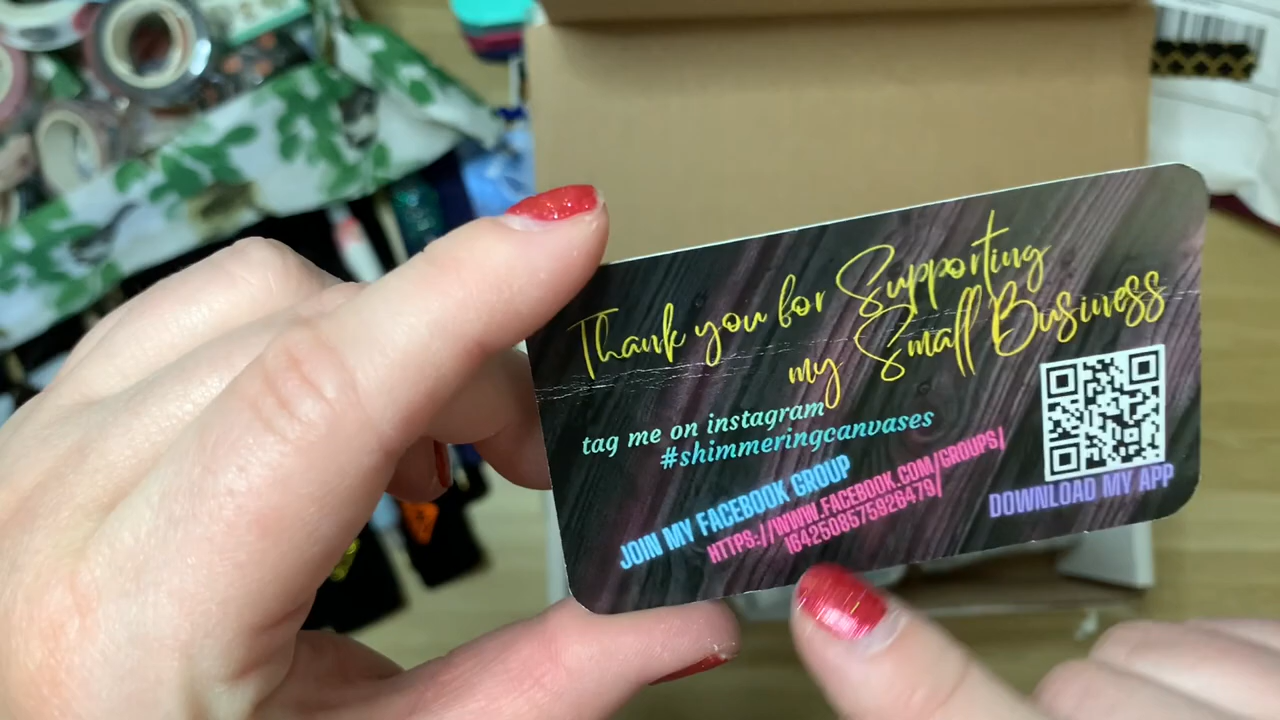 Thank you for Supporting
my Small Business
tag me on instagram
#shimmeringcanvases
JOIN MY FACEBOOK GROUP
HTTPS://WWW.FACEBOOK.COM/GROUPS/
1642508575926479/
DOWNLOAD MY APP